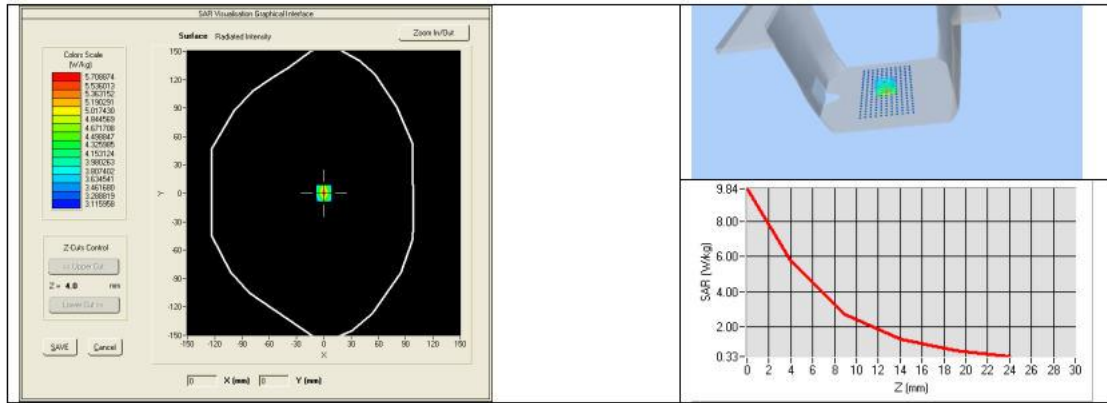 SAR Visualisation Graphical Interface
Surface Radiated Intensity
Zoom In/Out
Colors Scale
(W/kg)
5.708874
5.536013
5.363152
5.190291
5.017430
4.844569
4.671708
4.498847
4.325985
4.153124
3.980263
3.807402
3.634541
3.461680
3.288819
3.115958
Z-Cuts Control
<< Upper Cut
Z = 4.0 mm
Lower Cut >>
SAVE Cancel
150
120
90
60
30
0
-30
-60
-90
-120
-150
Y
-150 -120 -90 -60 -30 0 30 60 90 120 150
X
0 X (mm) 0 Y (mm)
9.84
8.00
6.00
4.00
2.00
0.33
SAR (W/kg)
0 2 4 6 8 10 12 14 16 18 20 22 24 26 28 30
Z (mm)